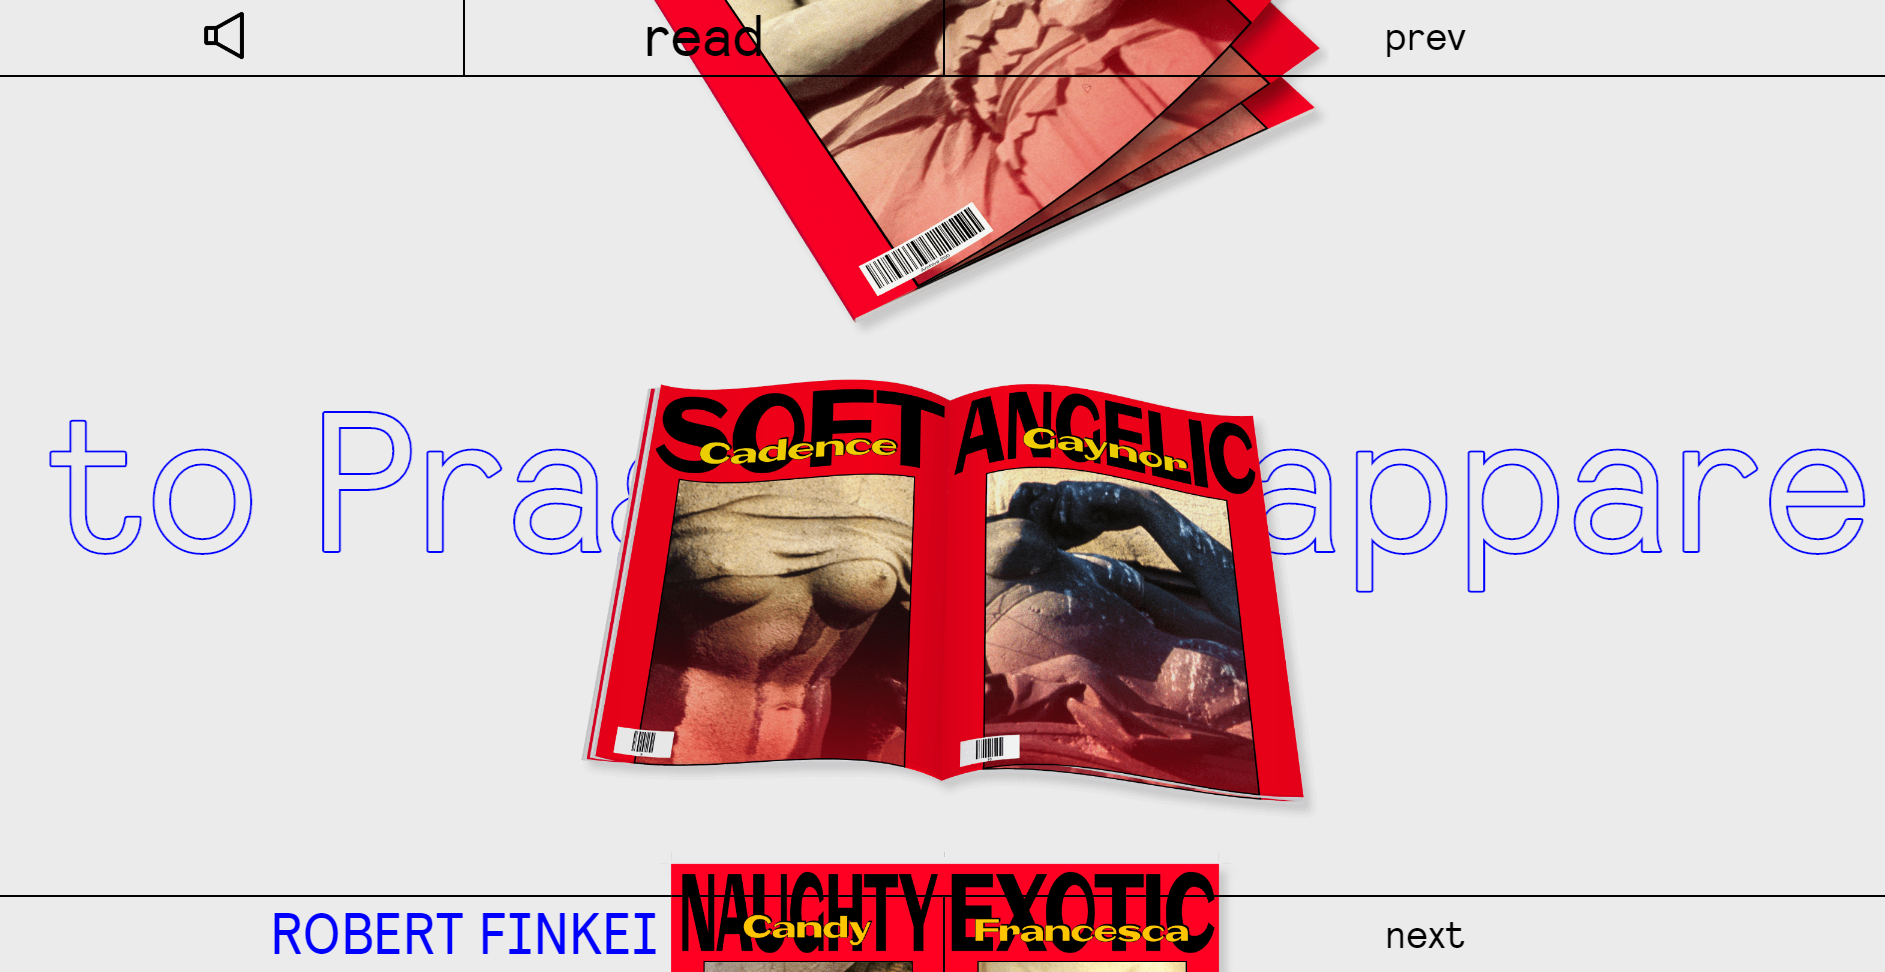 read
prev
SOFT
Cadence
ANGELIC
Gaynor
to Pra
appare
ROBERT FINKEI
NAUGHTY
Candy
EXOTIC
Francesca
next